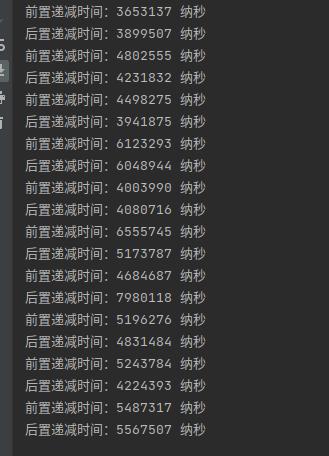 前置递减时间: 3653137 纳秒
后置递减时间: 3899507 纳秒
前置递减时间: 4802555 纳秒
后置递减时间: 4231832 纳秒
前置递减时间: 4498275 纳秒
后置递减时间: 3941875 纳秒
前置递减时间: 6123293 纳秒
后置递减时间: 6048944 纳秒
前置递减时间: 4003990 纳秒
后置递减时间: 4080716 纳秒
前置递减时间: 6555745 纳秒
后置递减时间: 5173787 纳秒
前置递减时间: 4684687 纳秒
后置递减时间: 7980118 纳秒
前置递减时间: 5196276 纳秒
后置递减时间: 4831484 纳秒
前置递减时间: 5243784 纳秒
后置递减时间: 4224393 纳秒
前置递减时间: 5487317 纳秒
后置递减时间: 5567507 纳秒